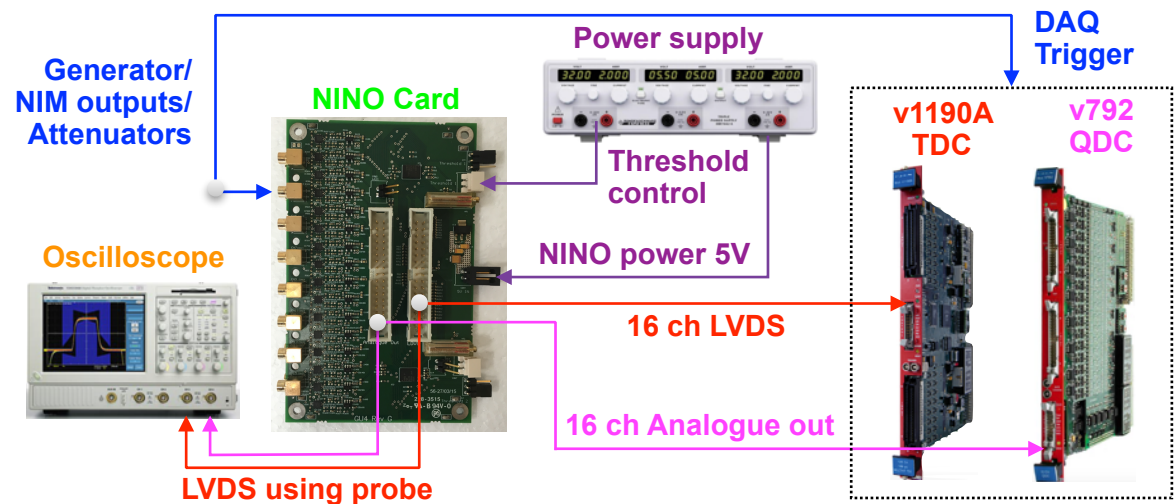 DAQ
Trigger
Power supply
Generator/
NIM outputs/
Attenuators
NINO Card
32.00 2.000 05.50 05.00 32.00 2.000
v1190A
TDC
v792
QDC
Threshold
control
Oscilloscope
NINO power 5V
16 ch LVDS
GU4 Rev G
16 ch Analogue out
LVDS using probe